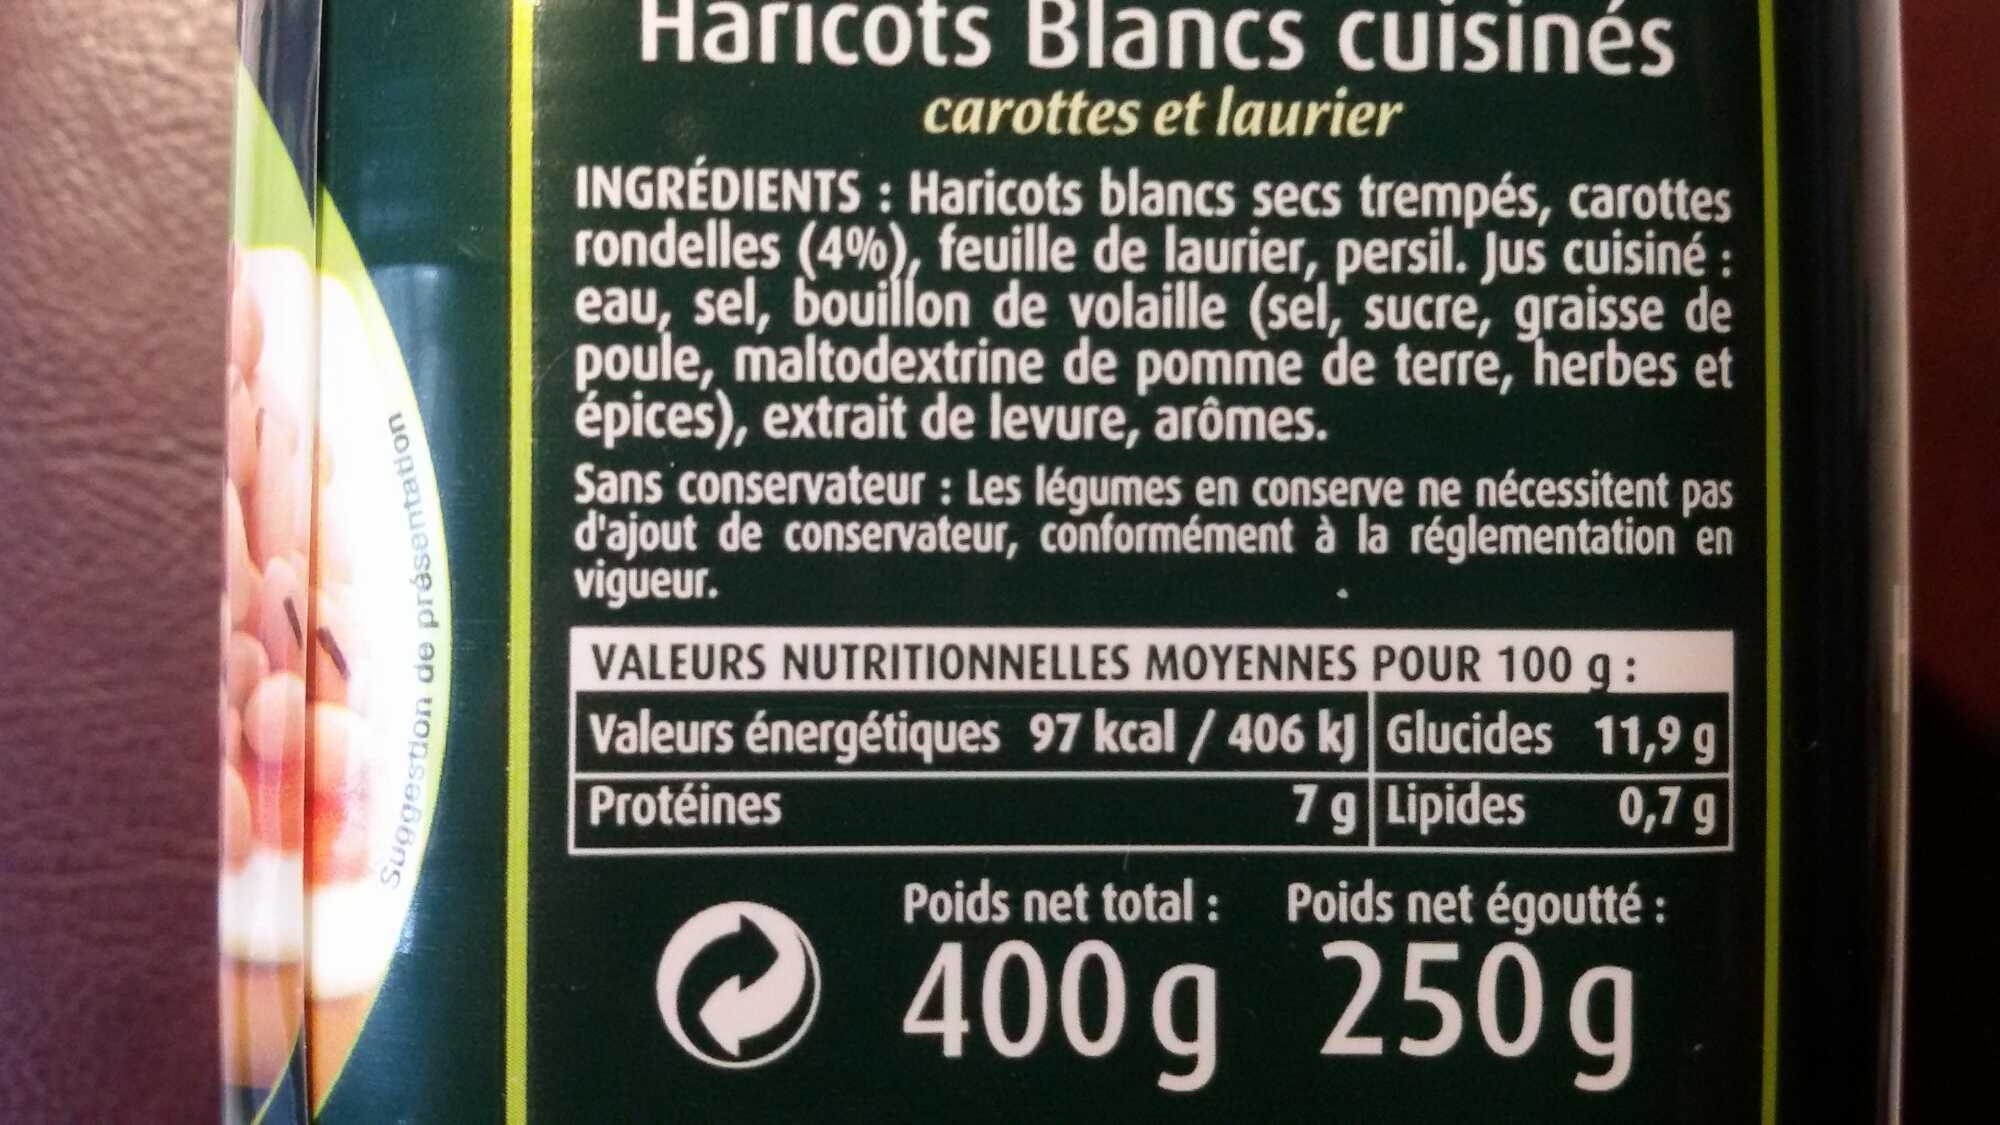 Haricots Blancs cuisinés
carottes et laurier
INGRÉDIENTS : Haricots blancs secs trempés, carottes
rondelles (4%), feuille de laurier, persil. Jus cuisiné :
eau, sel, bouillon de volaille (sel, sucre, graisse de
poule, maltodextrine de pomme de terre, herbes et
épices), extrait de levure, arômes.
Sans conservateur : Les légumes en conserve ne nécessitent pas
d'ajout de conservateur, conformément à la réglementation en
vigueur.
VALEURS NUTRITIONNELLES MOYENNES POUR 100 g :
Valeurs énergétiques 97 kcal / 406 kJ Glucides 11,9 g
Protéines 7 g Lipides 0,7 g
Poids net total : Poids net égoutté :
400 g 250 g
Suggestion de présentation